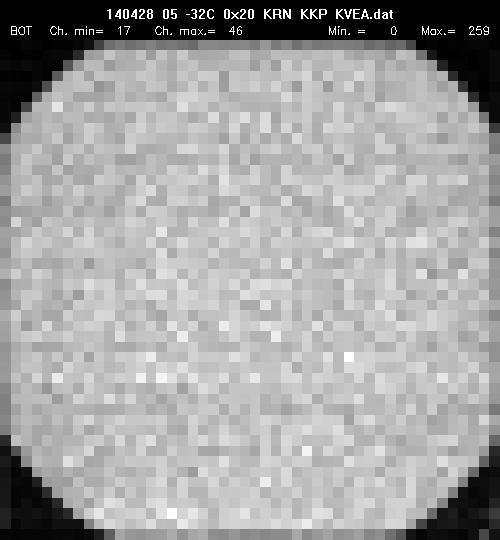 140428 05 -32C 0x20 KRN KKP KVEA.dat
BOT Ch. min= 17 Ch. max.= 46 Min. = 0 Max.= 259